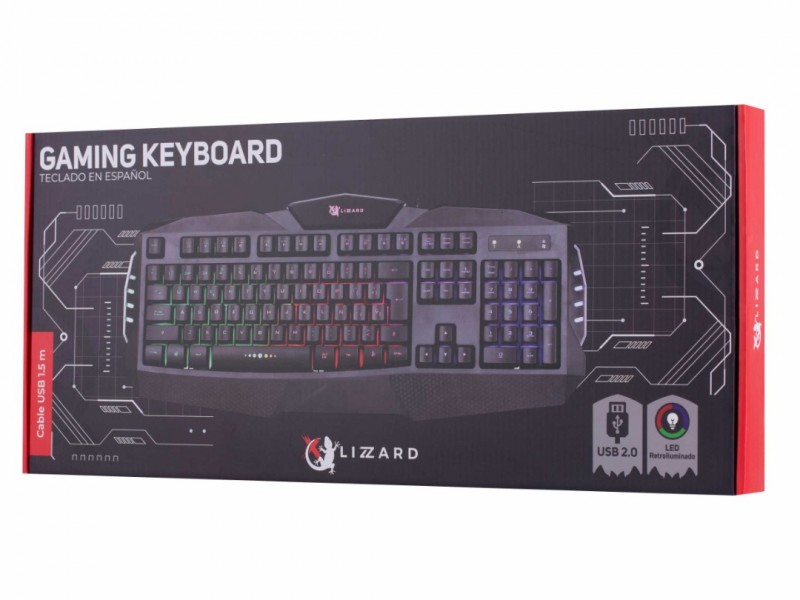 GAMING KEYBOARD
TECLADO EN ESPAÑOL
LIZZARD
Cable USB 1.5 m
LIZZARD
USB 2.0
LED
Retroiluminado
LIZZARD